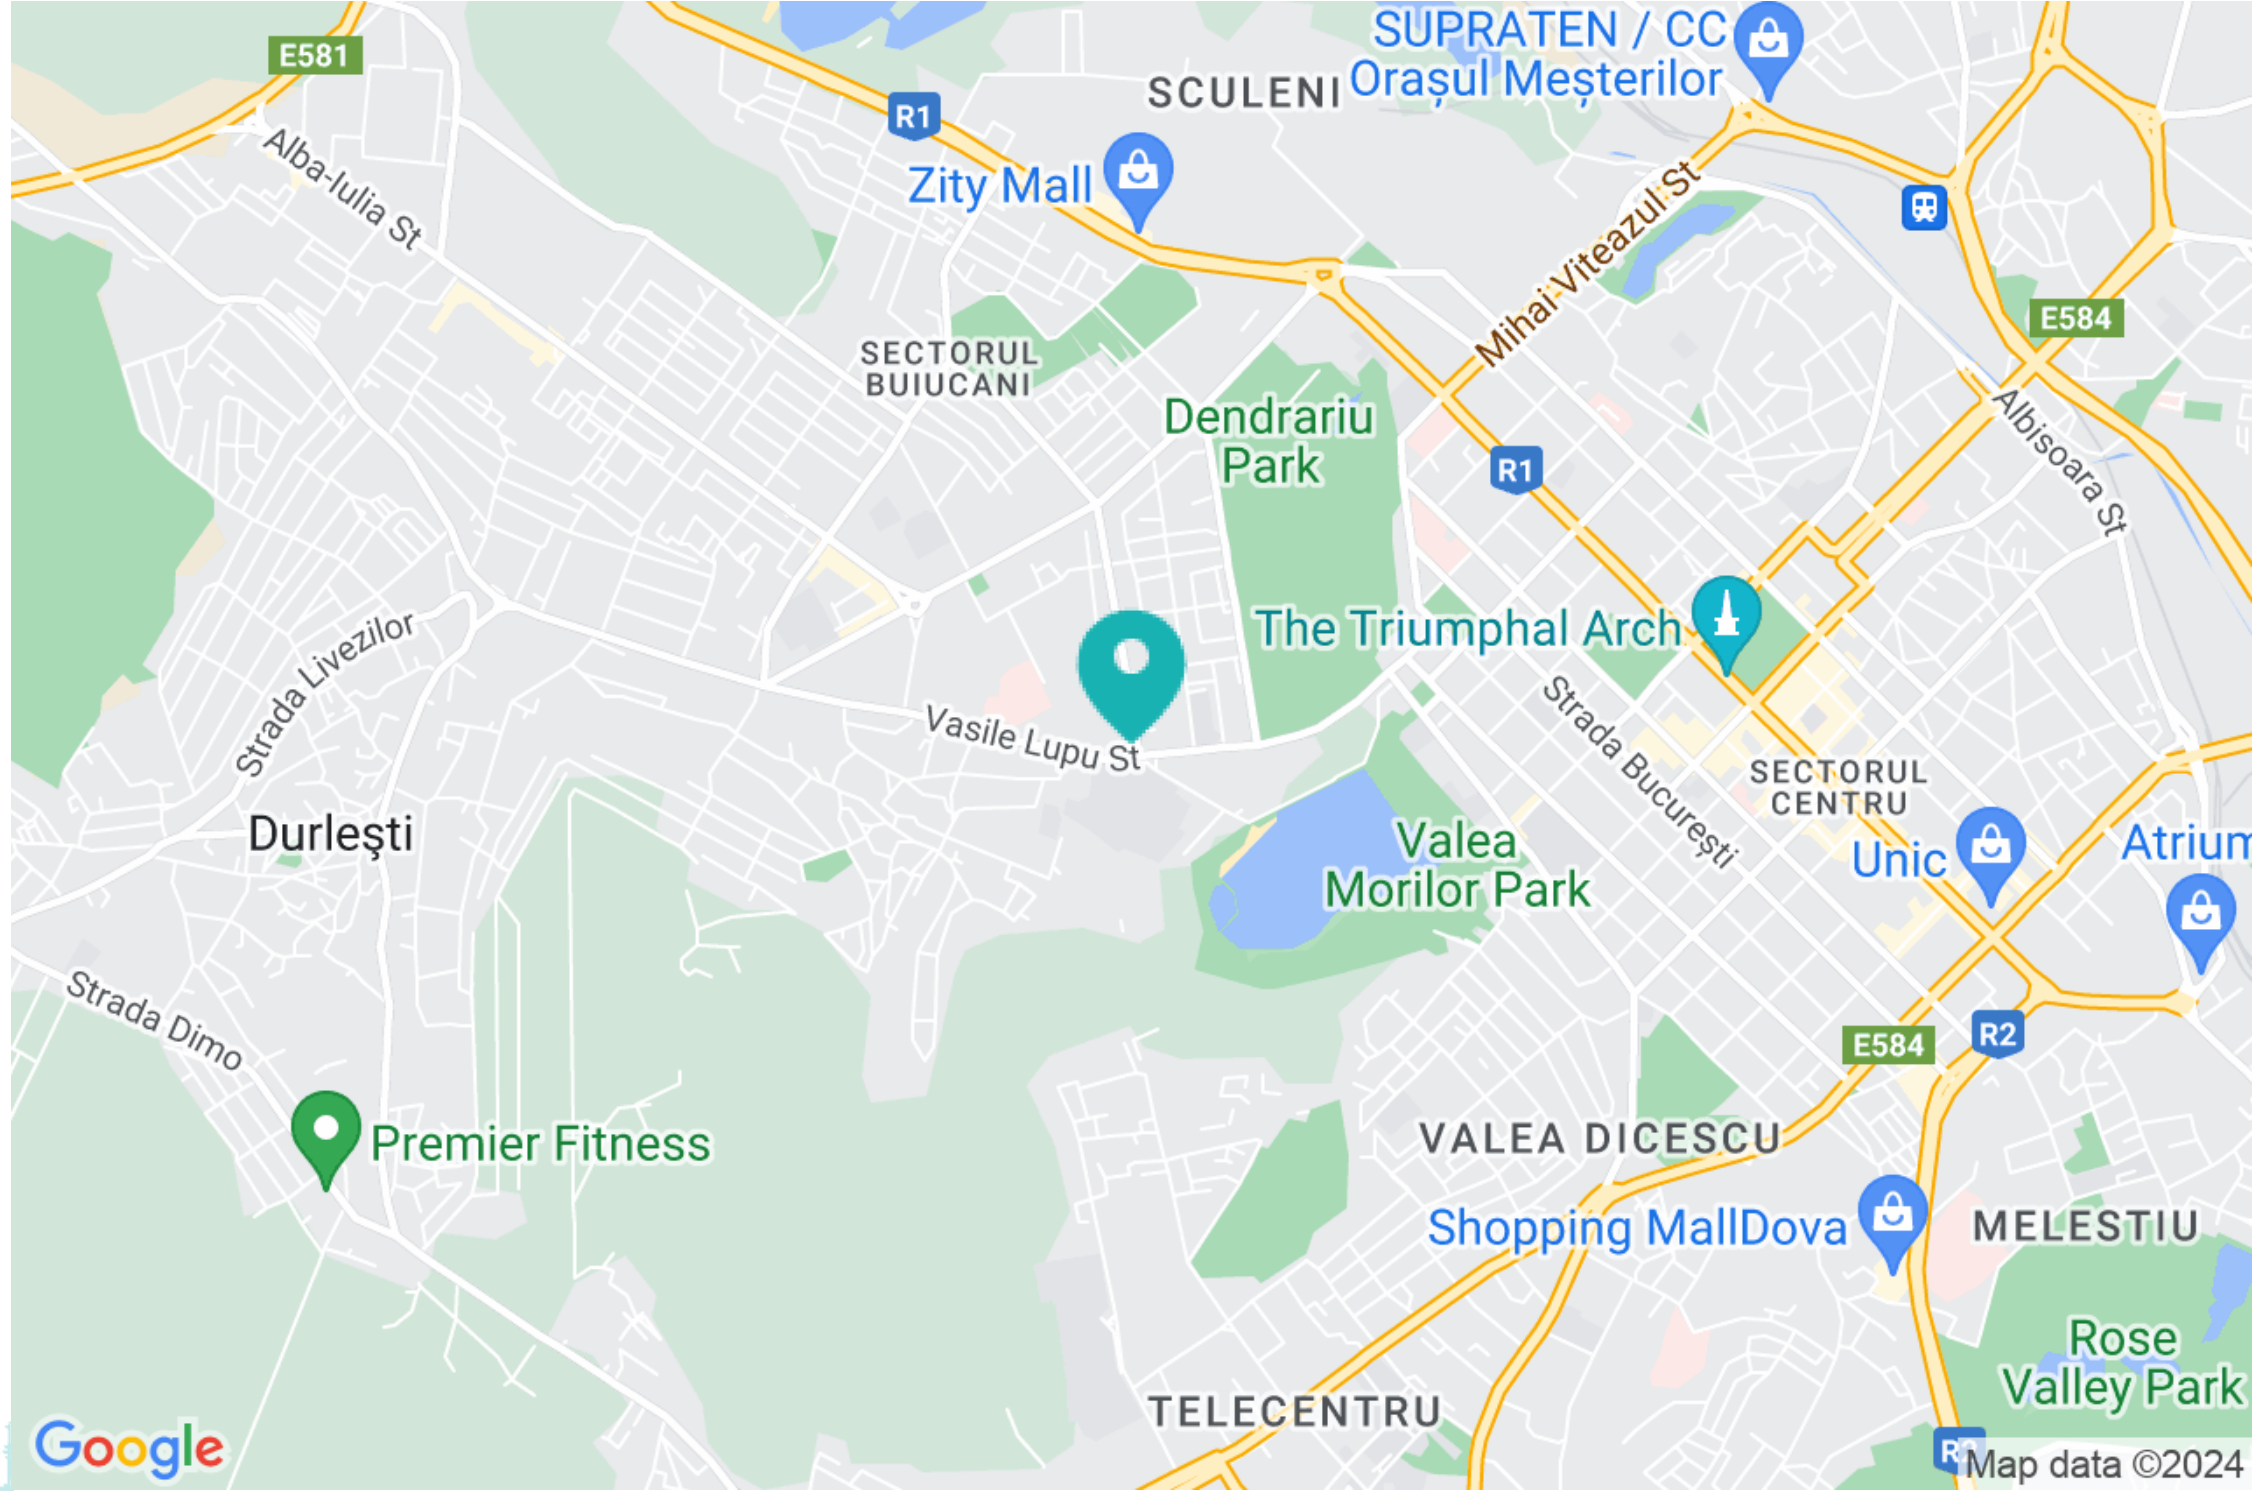 E581
SUPRATEN / CC
Orașul Meșterilor
SCULENI
R1
Zity Mall
Alba-Iulia St
Mihai Viteazul St
E584
SECTORUL
BUIUCANI
Dendrariu
Park
R1
Albisoara St
The Triumphal Arch
Strada Livezilor
Vasile Lupu St
Strada București
SECTORUL
CENTRU
Durleşti
Valea
Morilor Park
Unic
Atrium
Strada Dimo
E584
R2
Premier Fitness
VALEA DICESCU
Shopping MallDova
MELESTIU
Rose
Valley Park
TELECENTRU
Google
Map data ©2024